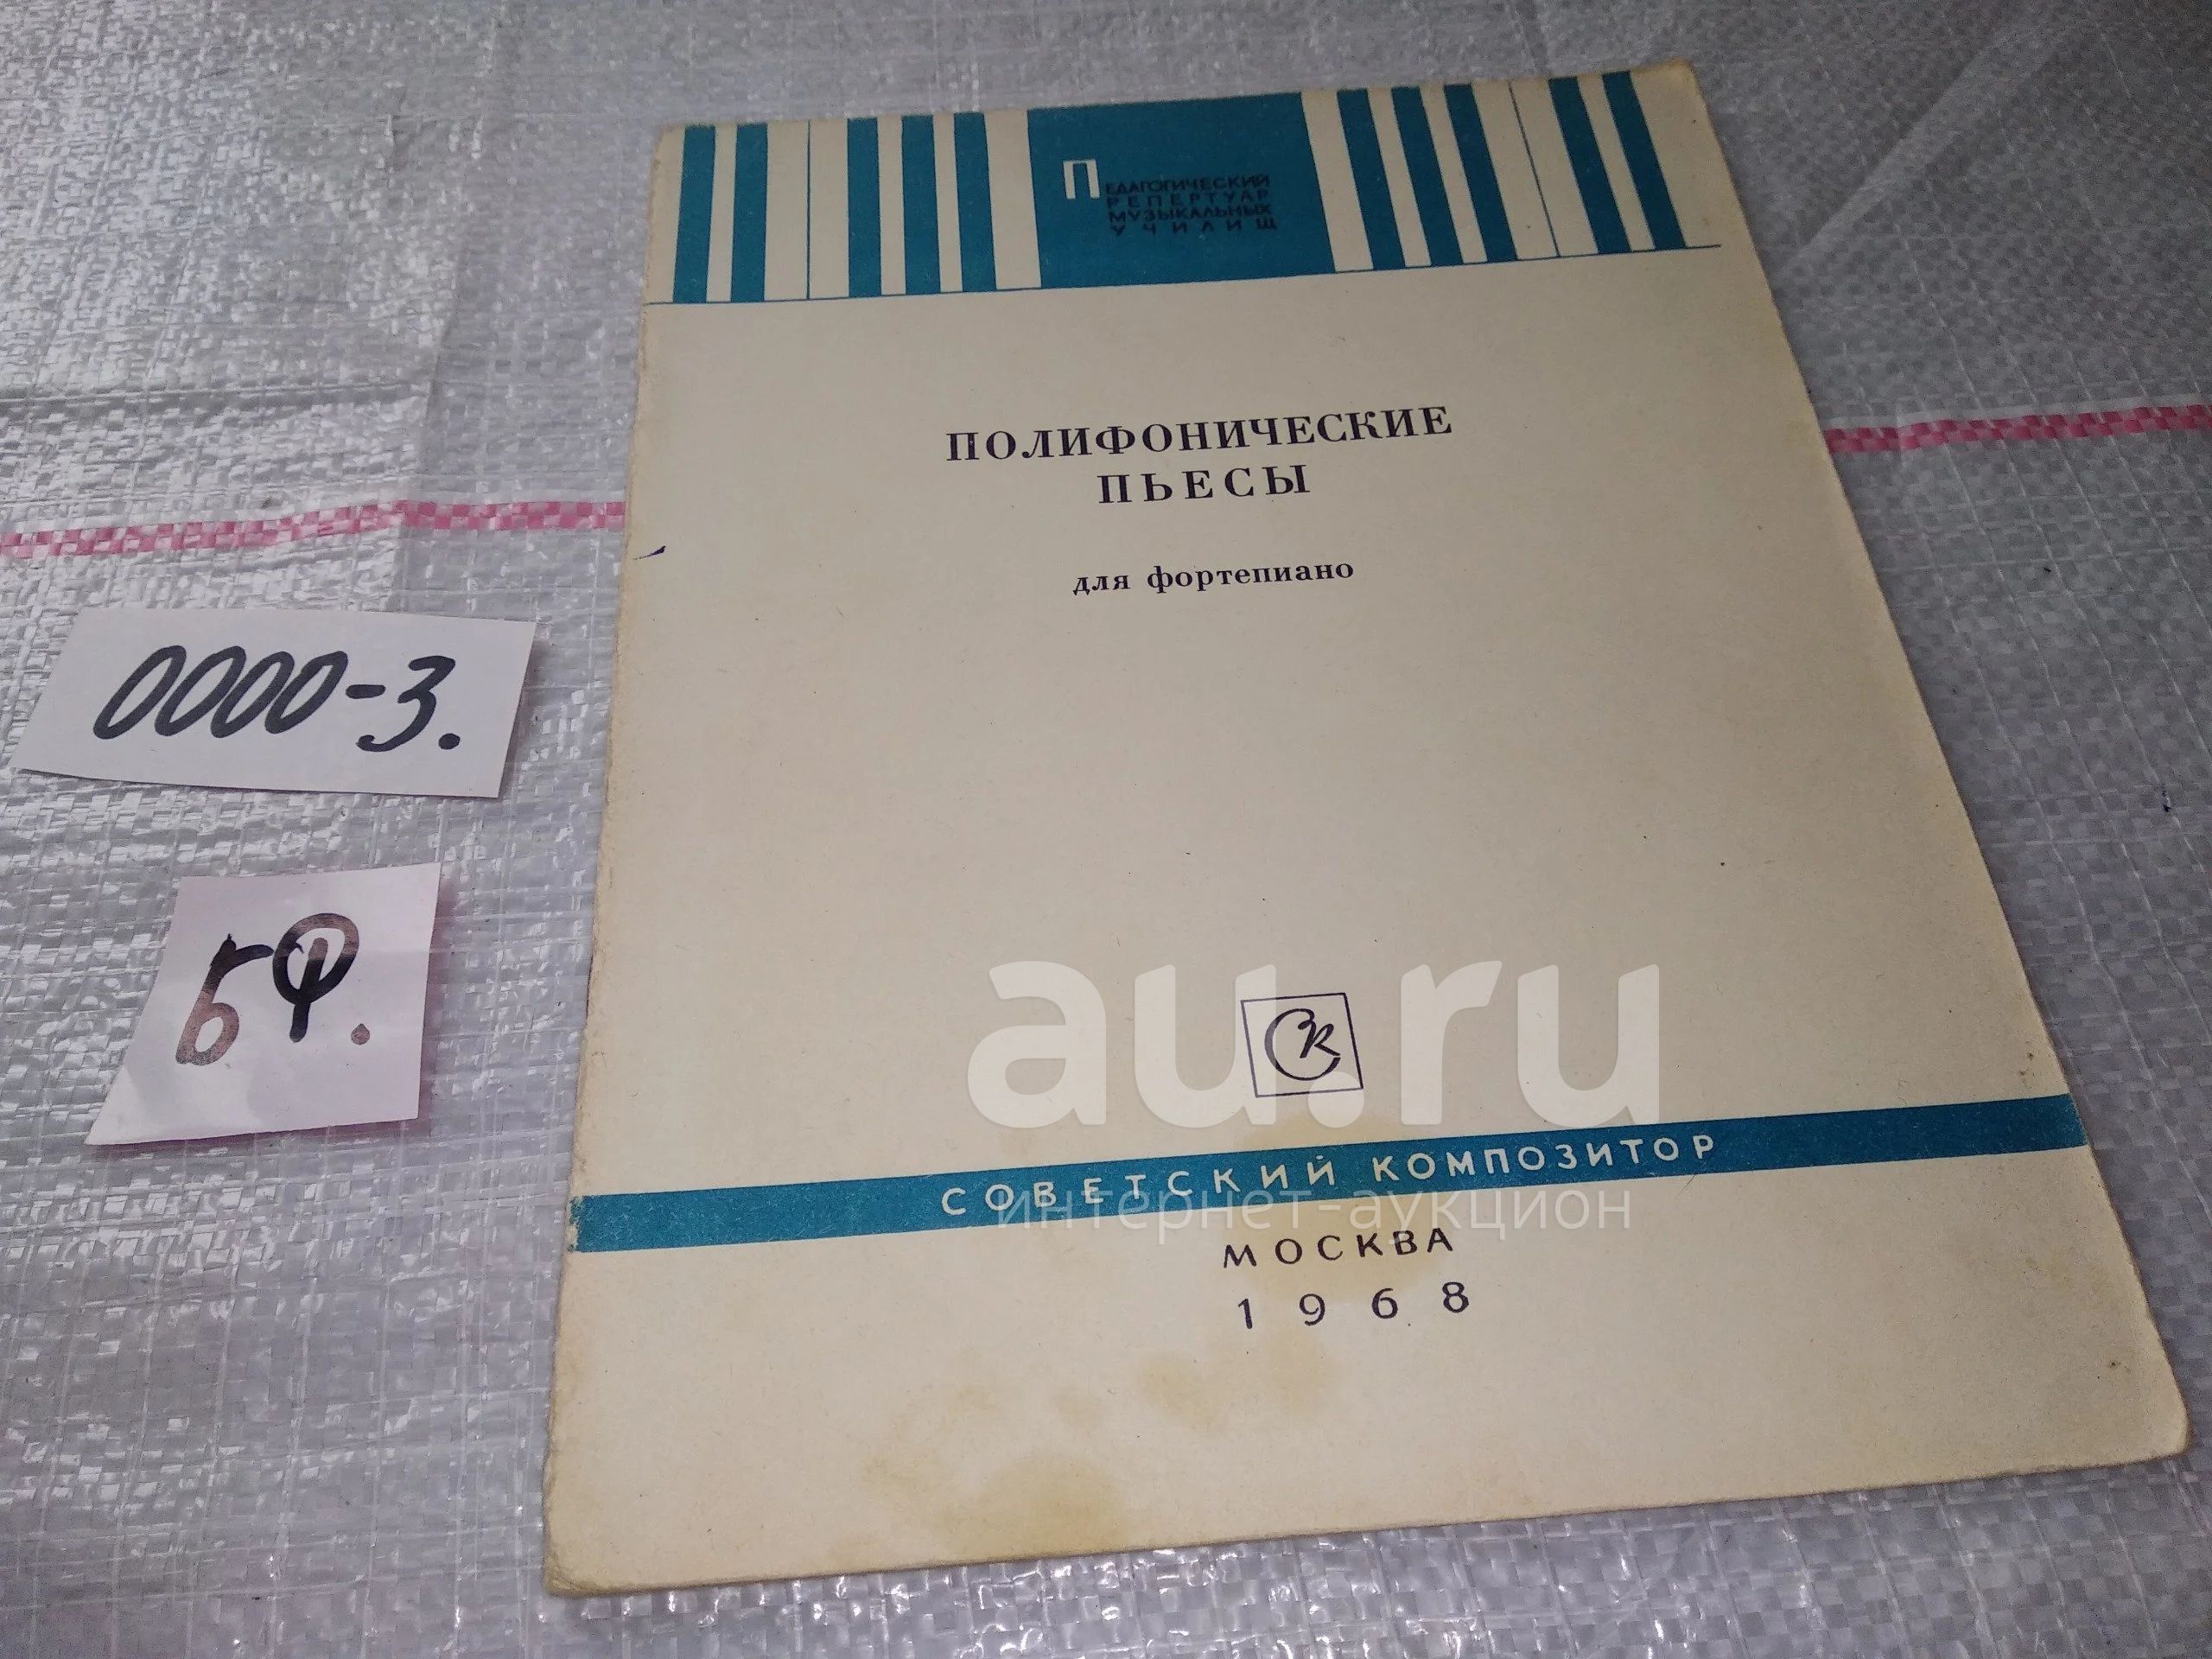 ПЕДАГОГИЧЕСКИЙ
РЕПЕРТУАР
МУЗЫКАЛЬНЫХ
УЧИЛИЩ
ПОЛИФОНИЧЕСКИЕ
ПЬЕСЫ
для фортепиано
0000-3.
бФ.
au.ru
СК
СОВЕТСКИЙ КОМПОЗИТОР
интернет-аукцион
МОСКВА
1968